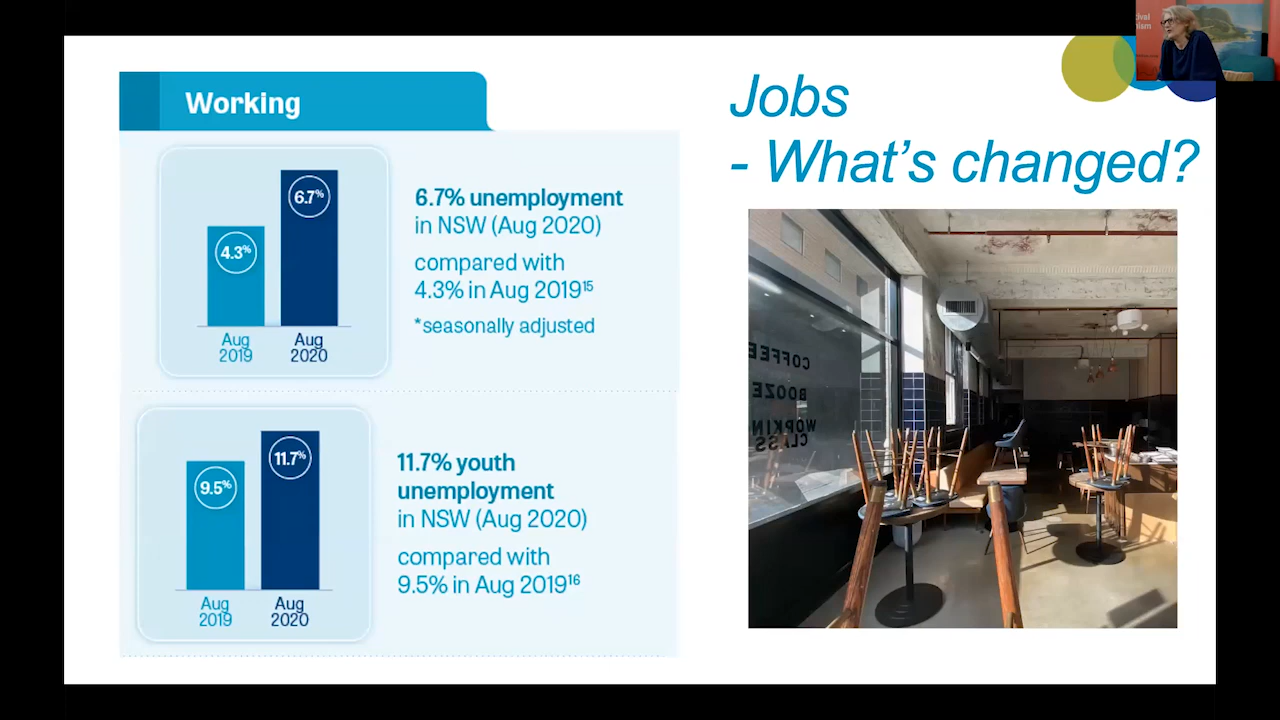 Working
6.7%
4.3%
Aug
2019
Aug
2020
6.7% unemployment
in NSW (Aug 2020)
compared with
4.3% in Aug 2019¹⁵
*seasonally adjusted
9.5%
11.7%
Aug
2019
Aug
2020
11.7% youth
unemployment
in NSW (Aug 2020)
compared with
9.5% in Aug 2019¹⁶
Jobs
- What’s changed?
COFFEE
BOOZE
WORKIN
CLASS